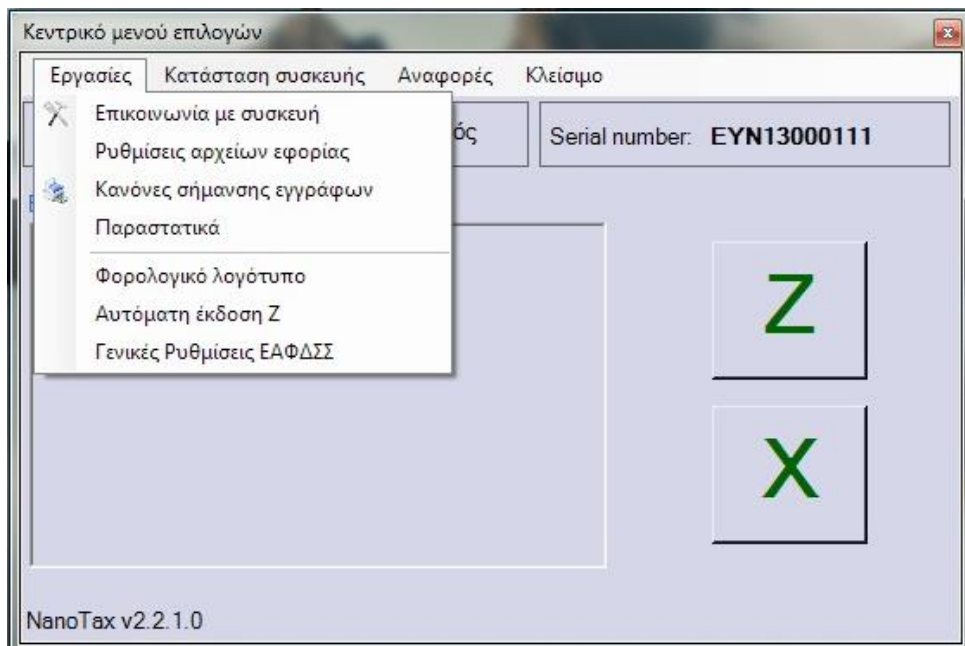 Κεντρικό μενού επιλογών
Εργασίες Κατάσταση συσκευής Αναφορές Κλείσιμο
Επικοινωνία με συσκευή
Ρυθμίσεις αρχείων εφορίας
Κανόνες σήμανσης εγγράφων
Παραστατικά
Φορολογικό λογότυπο
Αυτόματη έκδοση Ζ
Γενικές Ρυθμίσεις ΕΑΦΔΣΣ
Serial number: EYN13000111
Z
X
NanoTax v2.2.1.0